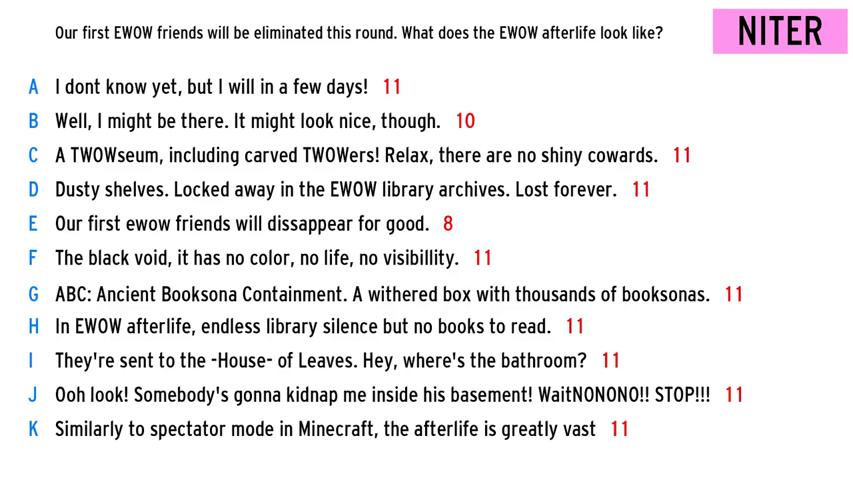 Our first EWOW friends will be eliminated this round. What does the EWOW afterlife look like?
NITER
A I dont know yet, but I will in a few days! 11
B Well, I might be there. It might look nice, though. 10
C A TWOWseum, including carved TWOWers! Relax, there are no shiny cowards. 11
D Dusty shelves. Locked away in the EWOW library archives. Lost forever. 11
E Our first ewow friends will dissappear for good. 8
F The black void, it has no color, no life, no visibillity. 11
G ABC: Ancient Booksona Containment. A withered box with thousands of booksonas. 11
H In EWOW afterlife, endless library silence but no books to read. 11
I They're sent to the -House- of Leaves. Hey, where's the bathroom? 11
J Ooh look! Somebody's gonna kidnap me inside his basement! WaitNONONO!! STOP!!! 11
K Similarly to spectator mode in Minecraft, the afterlife is greatly vast 11